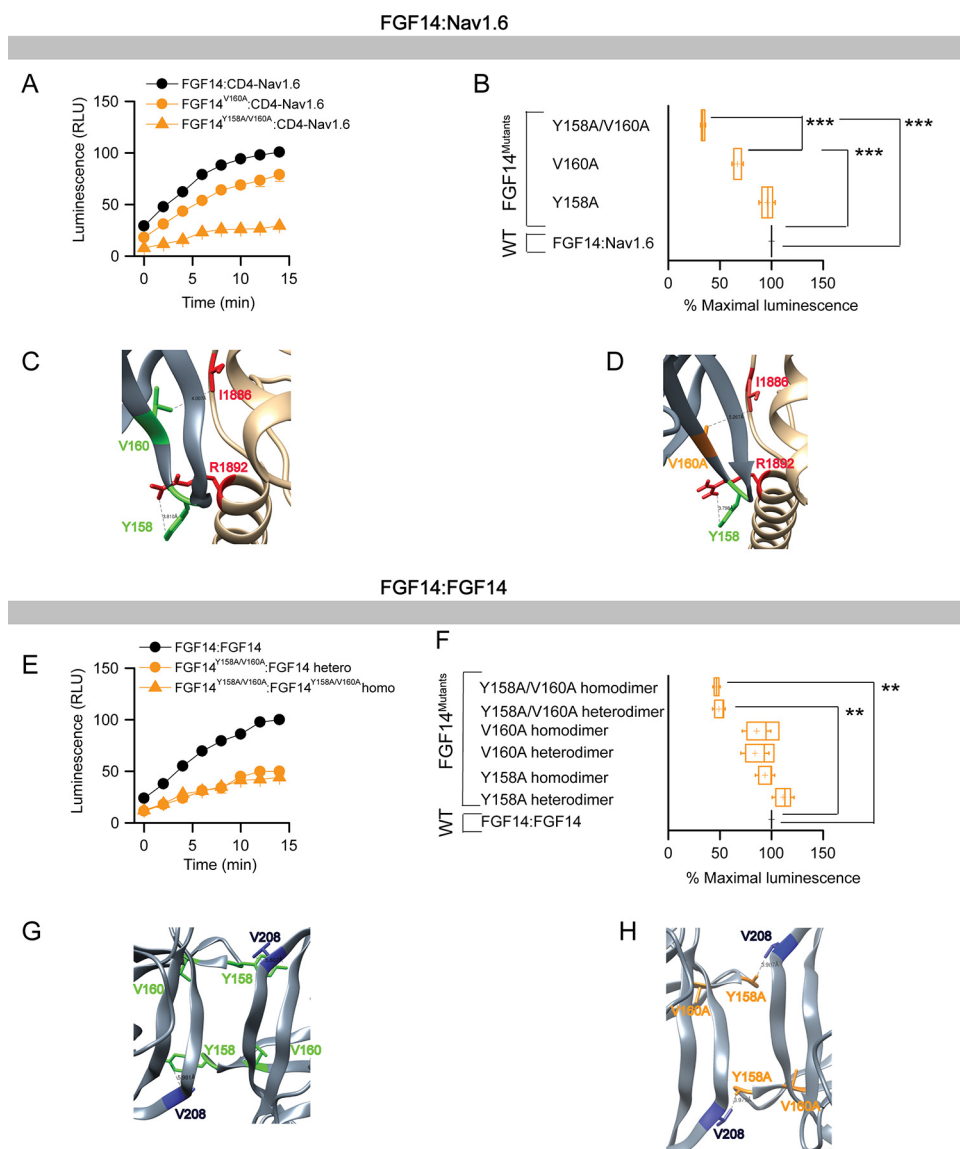 FGF14:Nav1.6
A
FGF14:CD4-Nav1.6
FGF14V160A:CD4-Nav1.6
FGF14Y158A/V160A:CD4-Nav1.6
Luminescence (RLU)
150
100
50
0
0 5 10 15
Time (min)
B
FGF14Mutants
Y158A/V160A
V160A
Y158A
WT
FGF14:Nav1.6
*** ***
***
0 50 100 150
% Maximal luminescence
C
I1886
V160
R1892
Y158
D
I1886
V160A
R1892
Y158
FGF14:FGF14
E
FGF14:FGF14
FGF14Y158A/V160A:FGF14 hetero
FGF14Y158A/V160A:FGF14Y158A/V160A homo
Luminescence (RLU)
150
100
50
0
0 5 10 15
Time (min)
F
FGF14Mutants
Y158A/V160A homodimer
Y158A/V160A heterodimer
V160A homodimer
V160A heterodimer
Y158A homodimer
Y158A heterodimer
WT
FGF14:FGF14
**
**
0 50 100 150
% Maximal luminescence
G
V208
V160
Y158
Y158
V160
V208
H
V208
V160A
Y158A
Y158A
V160A
V208